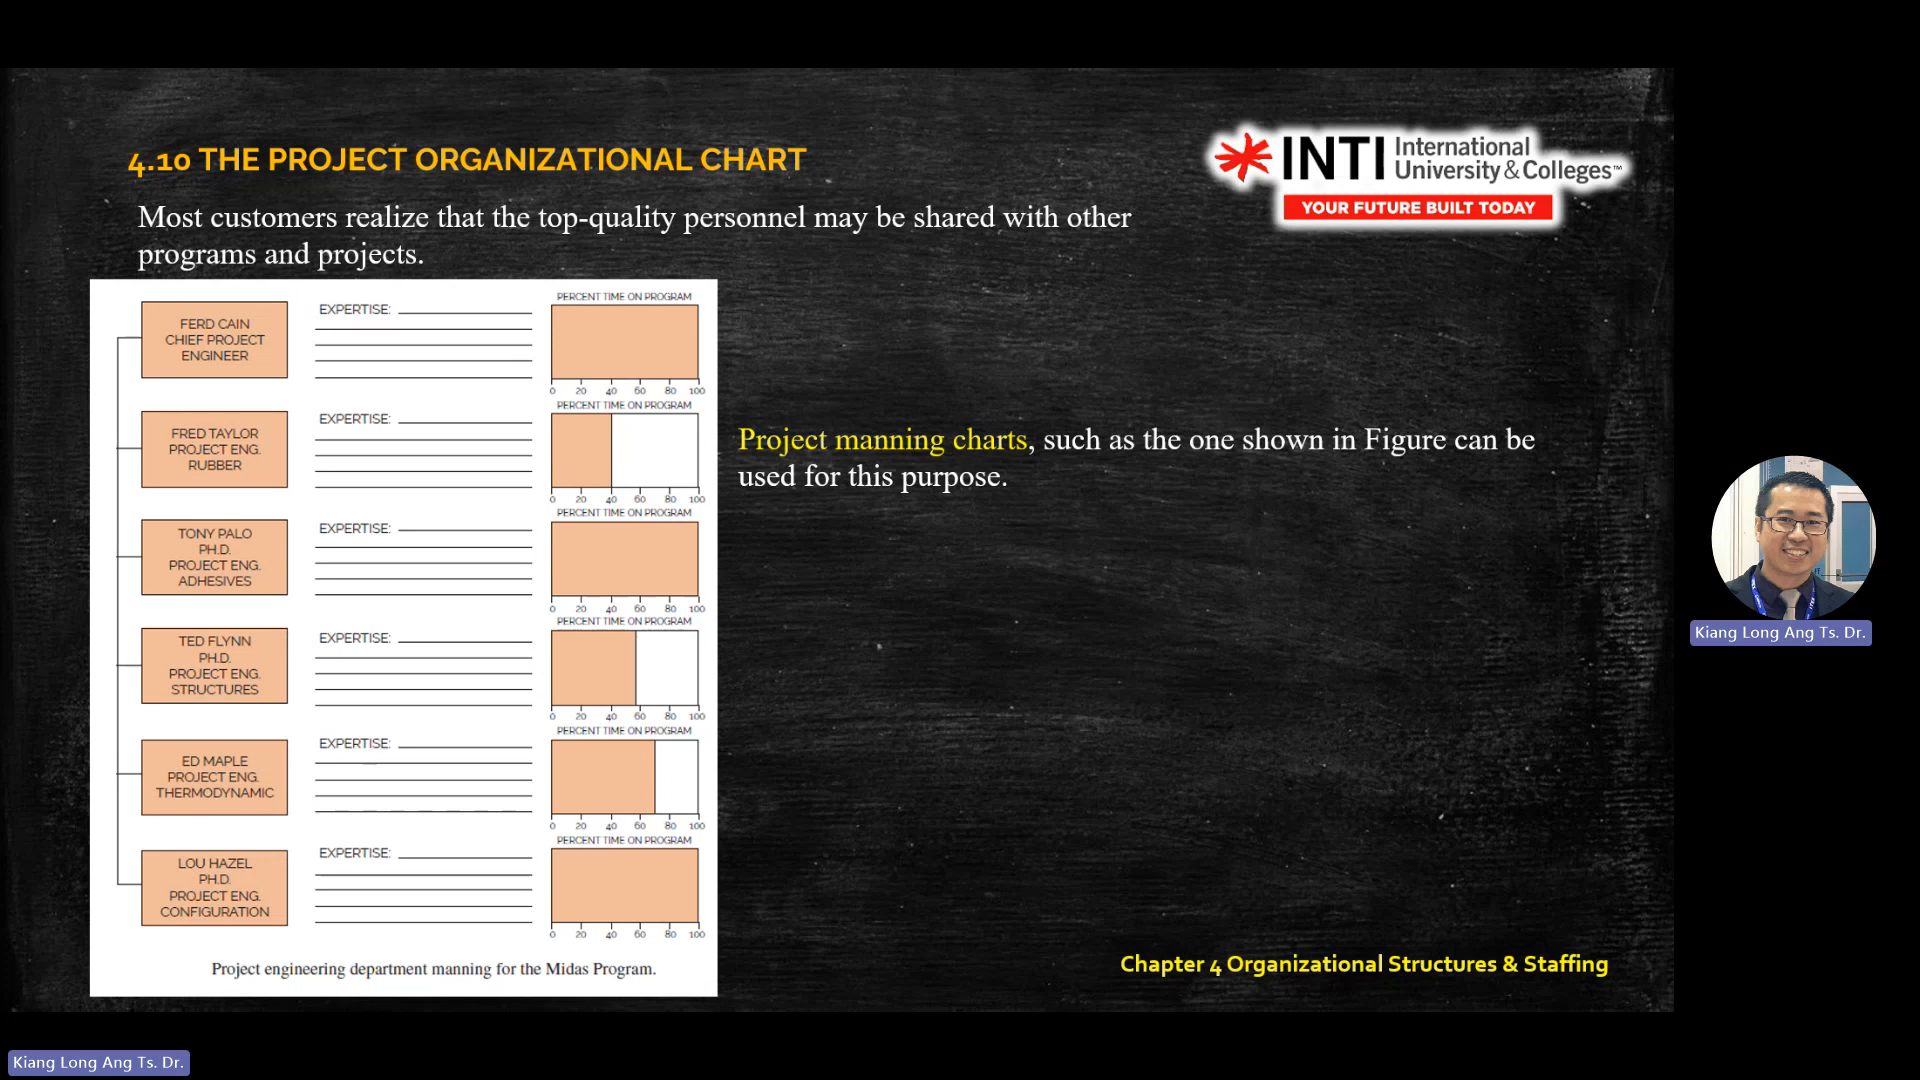 4.10 THE PROJECT ORGANIZATIONAL CHART
INTI International
University & Colleges™
YOUR FUTURE BUILT TODAY
Most customers realize that the top-quality personnel may be shared with other
programs and projects.
FERD CAIN
CHIEF PROJECT
ENGINEER
EXPERTISE:
PERCENT TIME ON PROGRAM
0 20 40 60 80 100
FRED TAYLOR
PROJECT ENG.
RUBBER
EXPERTISE:
PERCENT TIME ON PROGRAM
0 20 40 60 80 100
TONY PALO
PH.D.
PROJECT ENG.
ADHESIVES
EXPERTISE:
PERCENT TIME ON PROGRAM
0 20 40 60 80 100
TED FLYNN
PH.D.
PROJECT ENG.
STRUCTURES
EXPERTISE:
PERCENT TIME ON PROGRAM
0 20 40 60 80 100
ED MAPLE
PROJECT ENG.
THERMODYNAMIC
EXPERTISE:
PERCENT TIME ON PROGRAM
0 20 40 60 80 100
LOU HAZEL
PH.D.
PROJECT ENG.
CONFIGURATION
EXPERTISE:
PERCENT TIME ON PROGRAM
0 20 40 60 80 100
Project engineering department manning for the Midas Program.
Project manning charts, such as the one shown in Figure can be
used for this purpose.
Chapter 4 Organizational Structures & Staffing
Kiang Long Ang Ts. Dr.
Kiang Long Ang Ts. Dr.